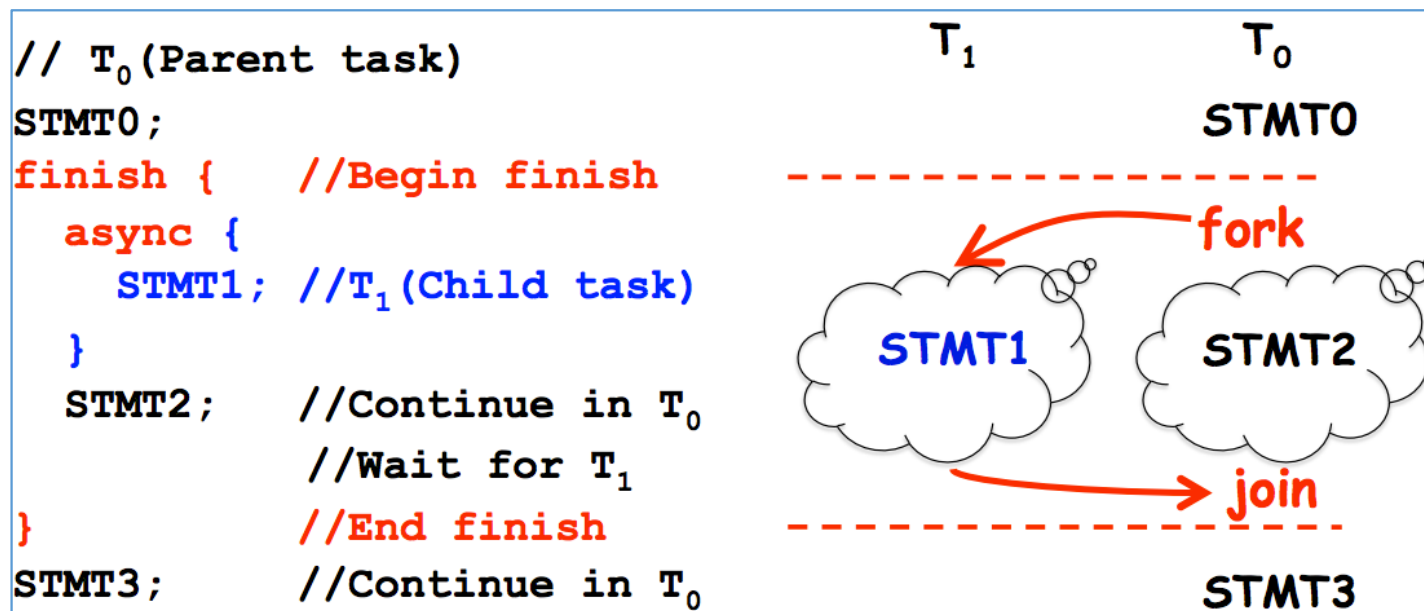 // T₀(Parent task)
STMT0;
finish { //Begin finish
async {
STMT1; //T₁(Child task)
}
STMT2; //Continue in T₀
//Wait for T₁
} //End finish
STMT3; //Continue in T₀
T₁ T₀
STMT0
fork
STMT1 STMT2
join
STMT3